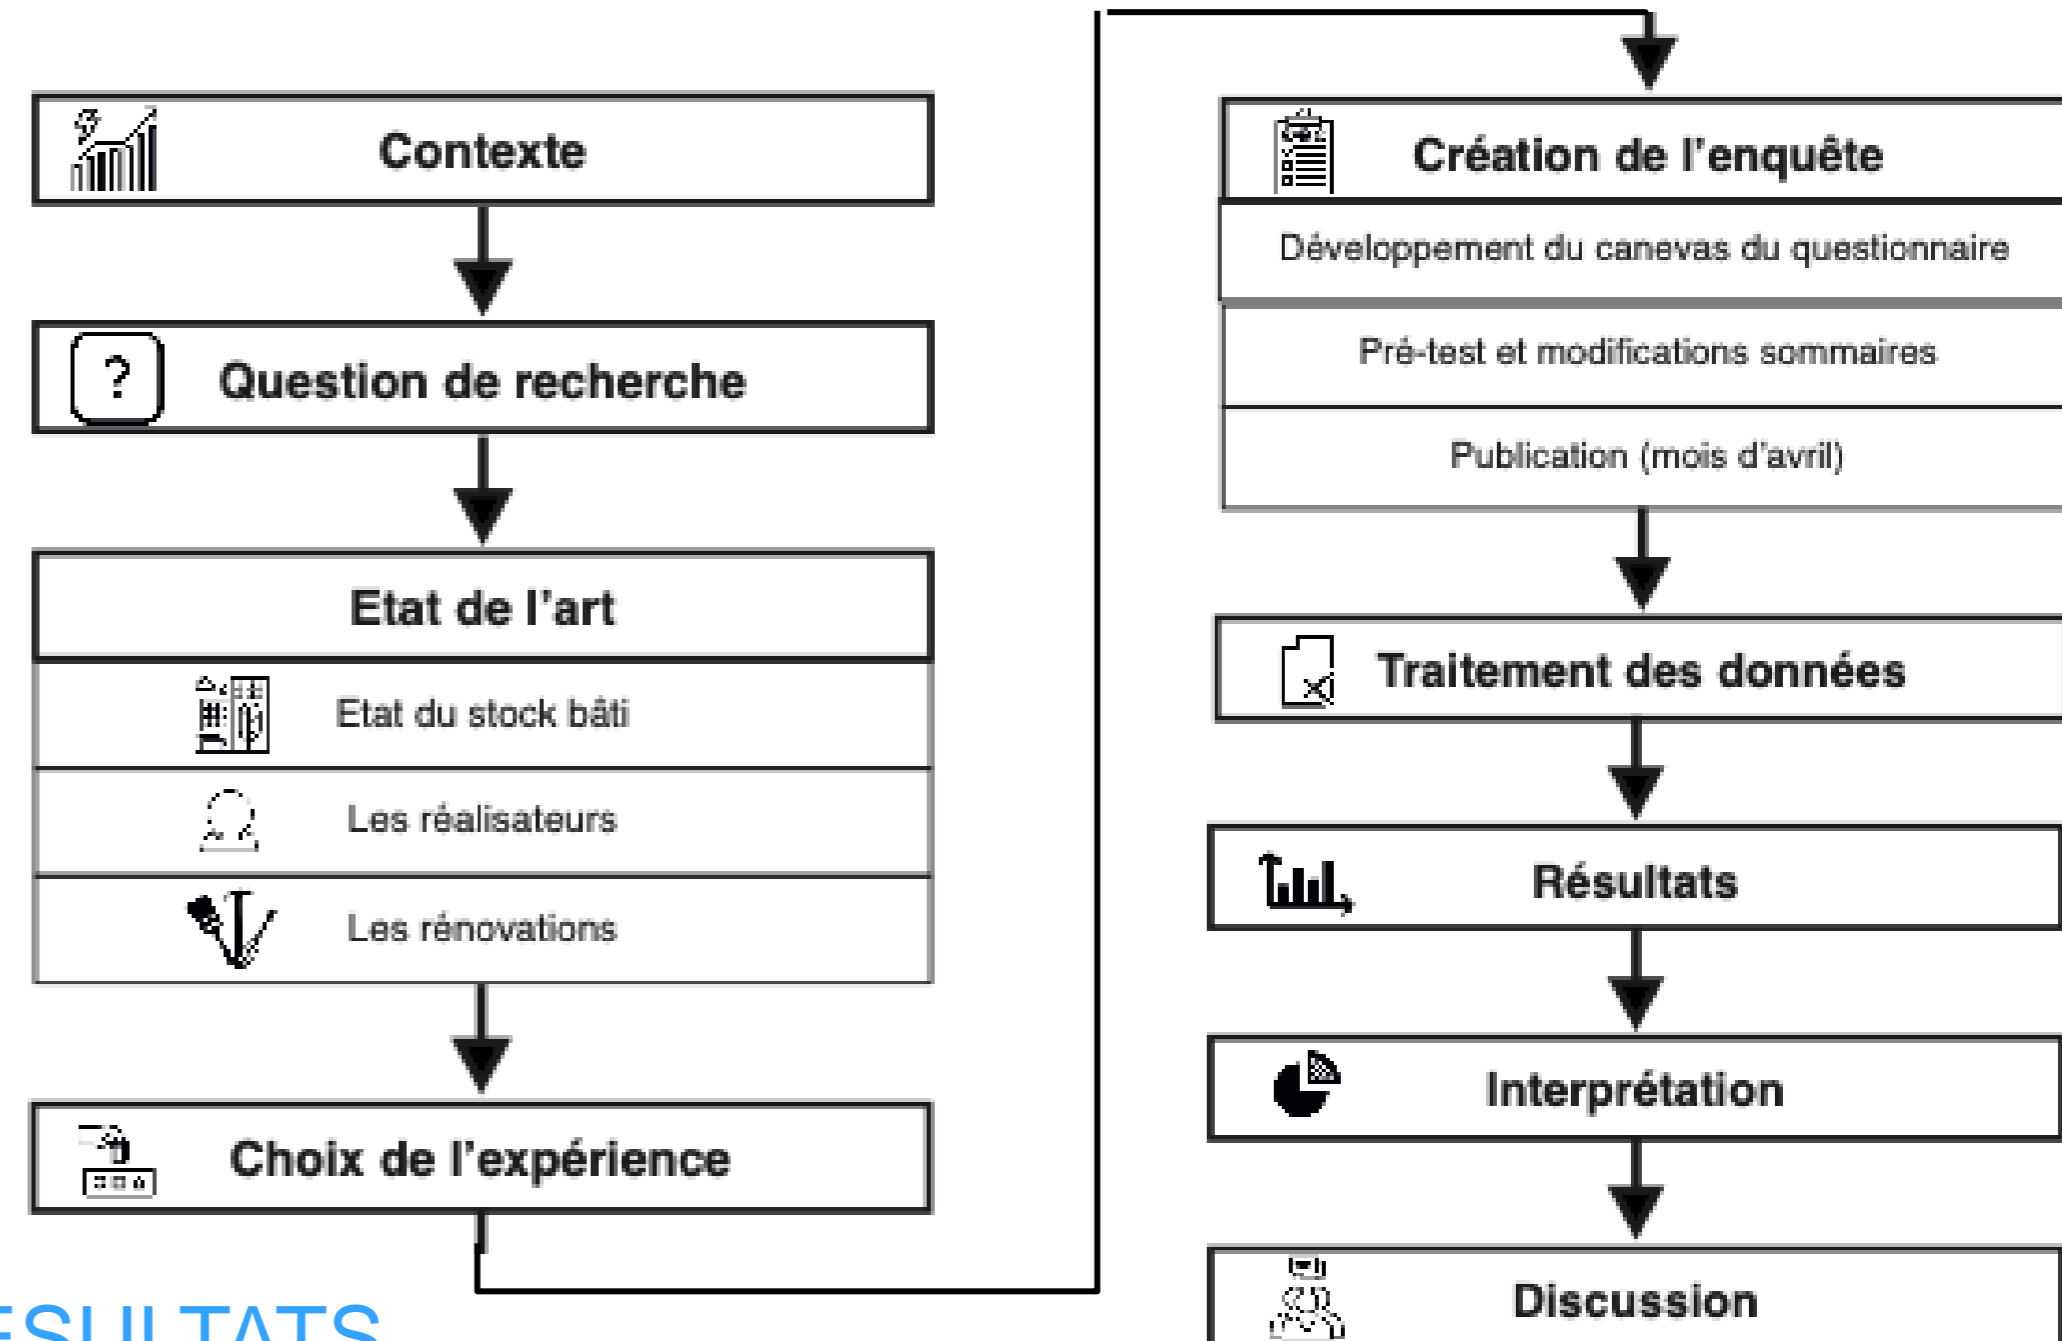 Contexte
?
Question de recherche
Etat de l'art
Etat du stock bâti
Les réalisateurs
Les rénovations
Choix de l'expérience
Création de l'enquête
Développement du canevas du questionnaire
Pré-test et modifications sommaires
Publication (mois d'avril)
Traitement des données
Résultats
Interprétation
Discussion
ESULTATS